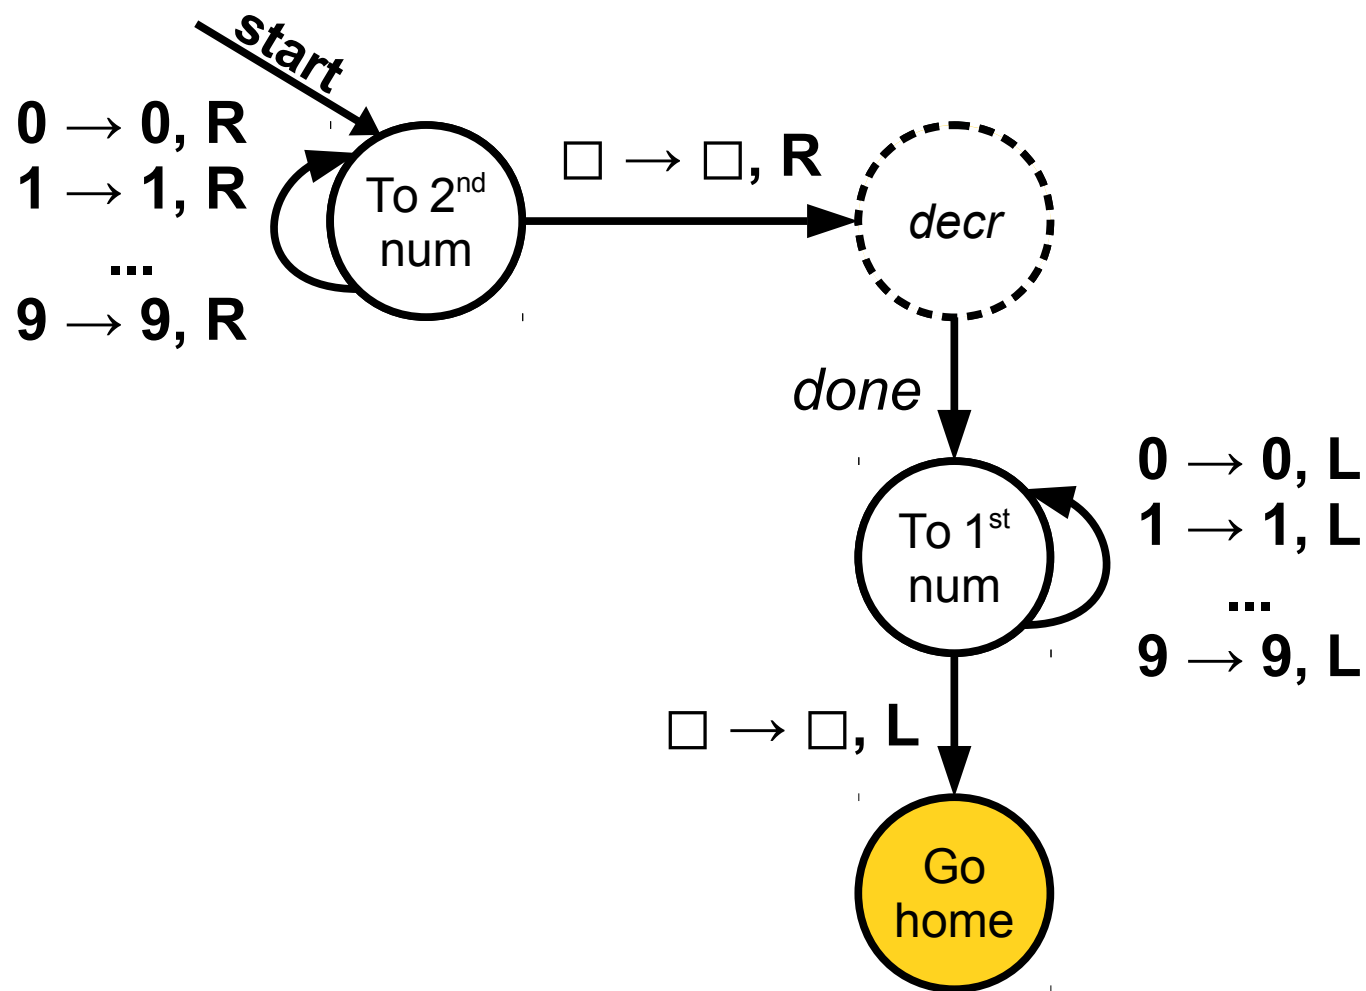 start
0 → 0, R
1 → 1, R
...
9 → 9, R
To 2nd
num
□ → □, R
decr
done
To 1st
num
0 → 0, L
1 → 1, L
...
9 → 9, L
□ → □, L
Go
home